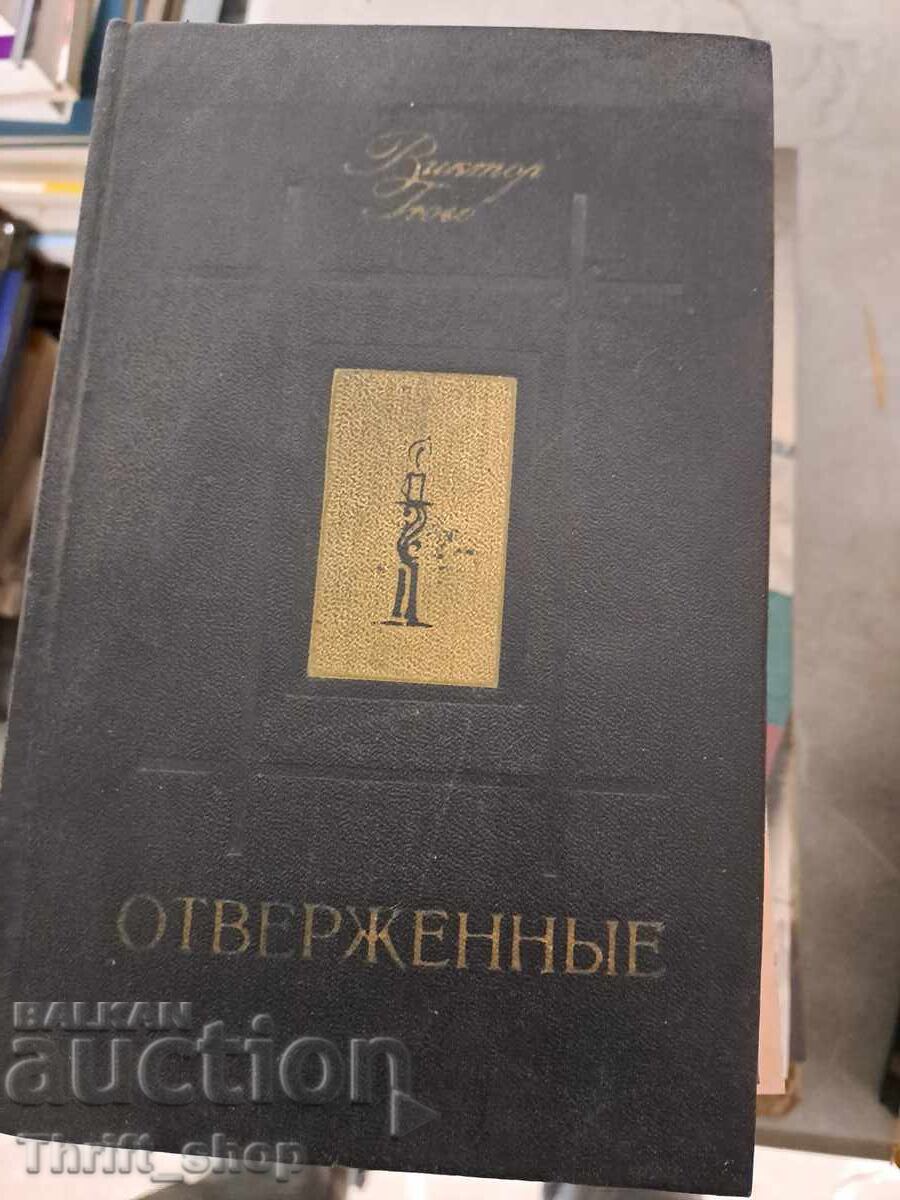 Виктор
Гюго
ОТВЕРЖЕННЫЕ
BALKAN
auction
Thrift_shop